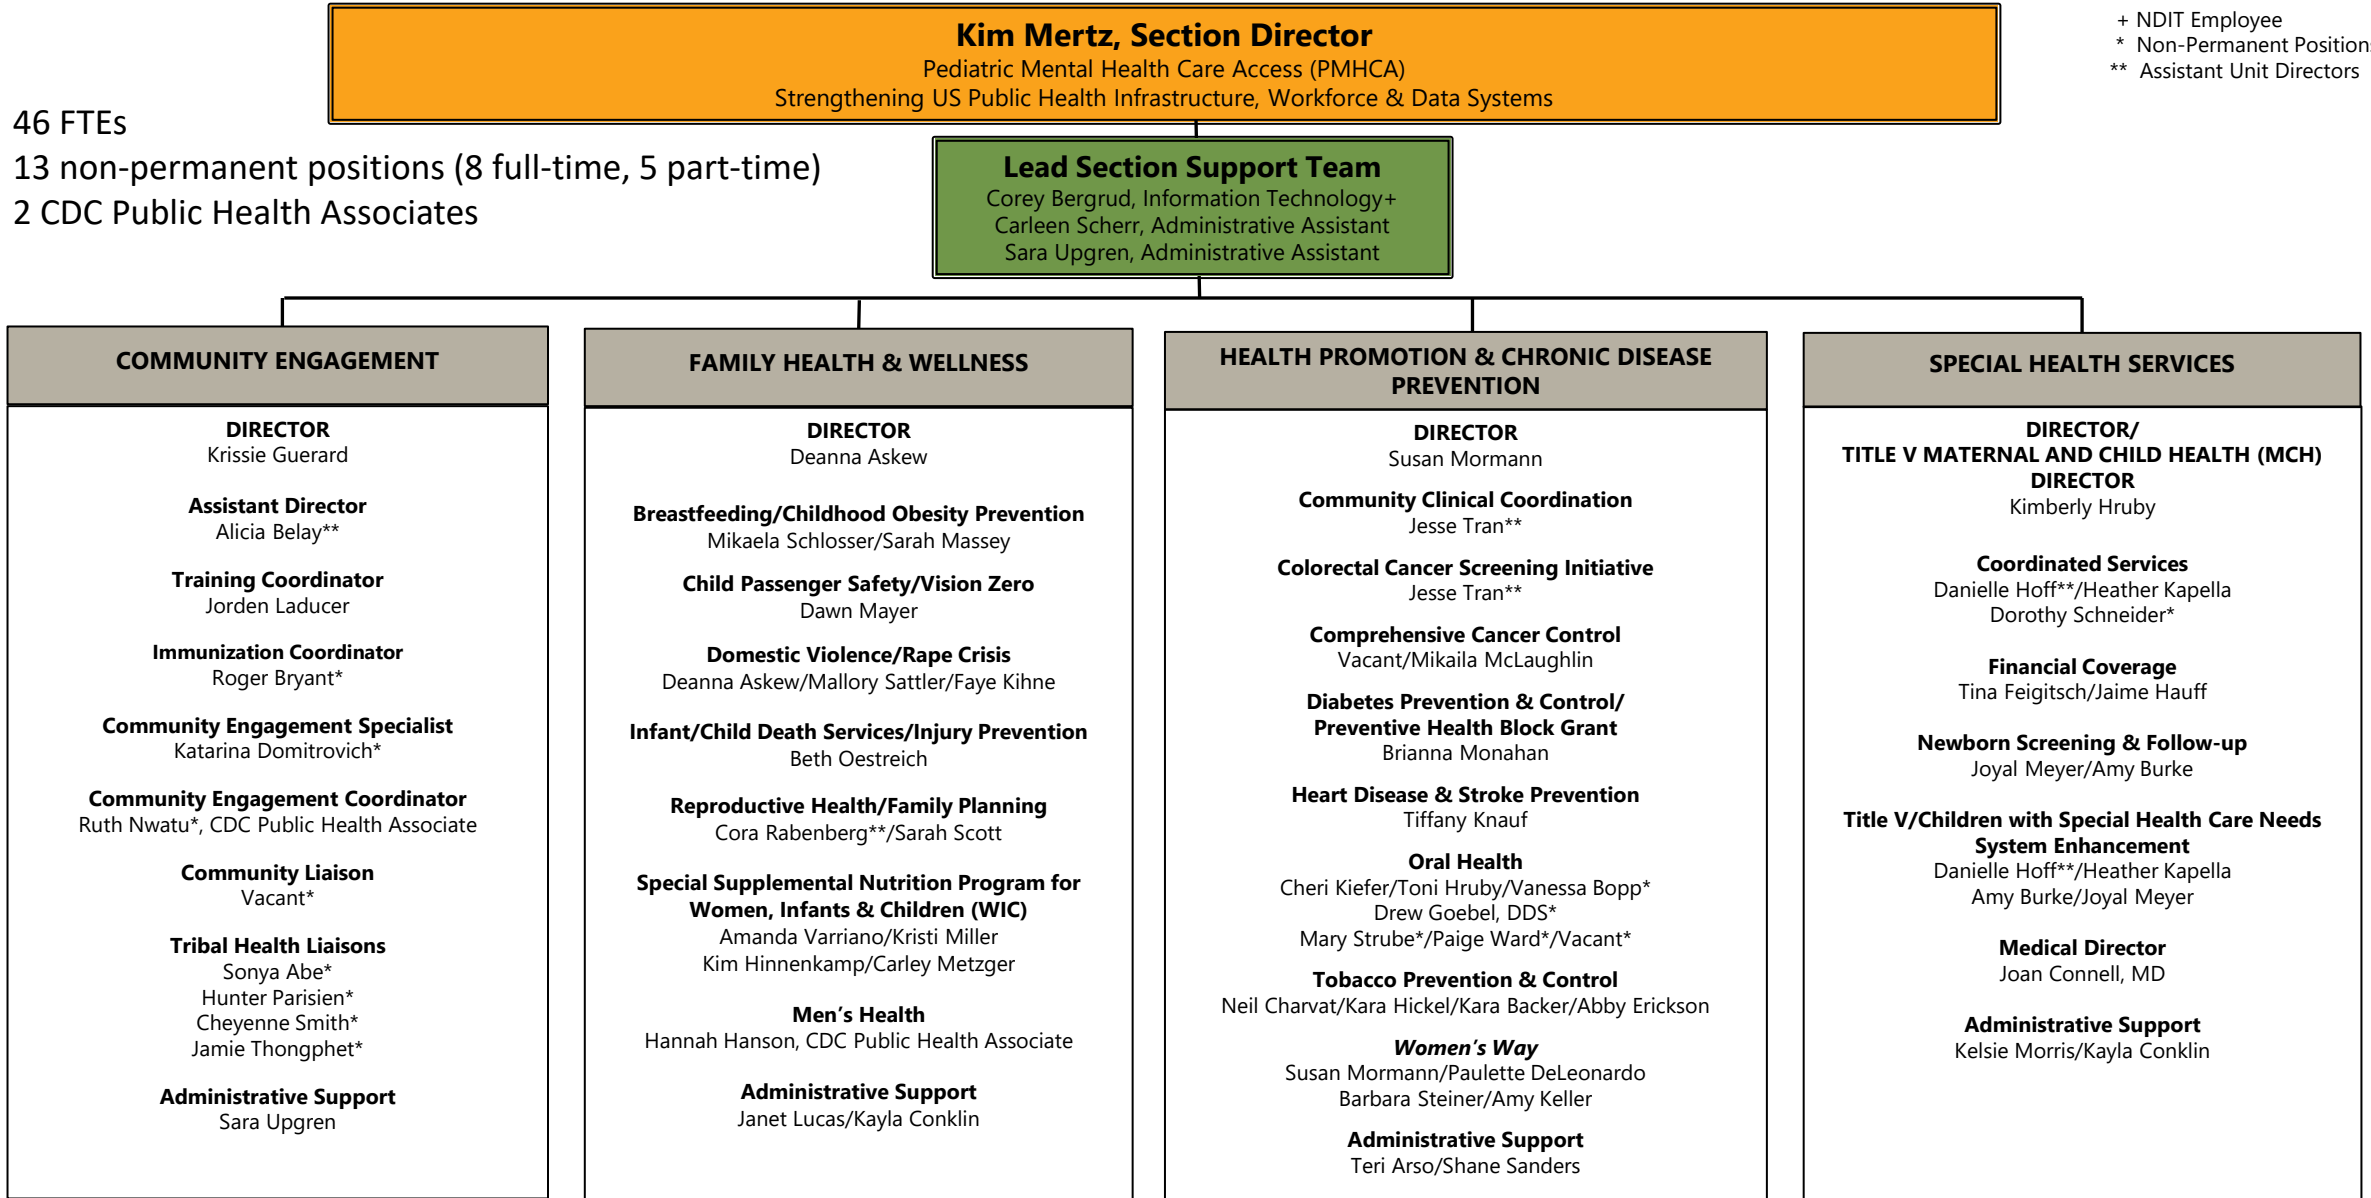 Kim Mertz, Section Director
Pediatric Mental Health Care Access (PMHCA)
Strengthening US Public Health Infrastructure, Workforce & Data Systems
+ NDIT Employee
* Non-Permanent Positions
** Assistant Unit Directors
46 FTEs
13 non-permanent positions (8 full-time, 5 part-time)
2 CDC Public Health Associates
Lead Section Support Team
Corey Bergrud, Information Technology+
Carleen Scherr, Administrative Assistant
Sara Upgren, Administrative Assistant
COMMUNITY ENGAGEMENT
DIRECTOR
Krissie Guerard
Assistant Director
Alicia Belay**
Training Coordinator
Jorden Laducer
Immunization Coordinator
Roger Bryant*
Community Engagement Specialist
Katarina Domitrovich*
Community Engagement Coordinator
Ruth Nwatu*, CDC Public Health Associate
Community Liaison
Vacant*
Tribal Health Liaisons
Sonya Abe*
Hunter Parisien*
Cheyenne Smith*
Jamie Thongphet*
Administrative Support
Sara Upgren
FAMILY HEALTH & WELLNESS
DIRECTOR
Deanna Askew
Breastfeeding/Childhood Obesity Prevention
Mikaela Schlosser/Sarah Massey
Child Passenger Safety/Vision Zero
Dawn Mayer
Domestic Violence/Rape Crisis
Deanna Askew/Mallory Sattler/Faye Kihne
Infant/Child Death Services/Injury Prevention
Beth Oestreich
Reproductive Health/Family Planning
Cora Rabenberg**/Sarah Scott
Special Supplemental Nutrition Program for
Women, Infants & Children (WIC)
Amanda Varriano/Kristi Miller
Kim Hinnenkamp/Carley Metzger
Men's Health
Hannah Hanson, CDC Public Health Associate
Administrative Support
Janet Lucas/Kayla Conklin
HEALTH PROMOTION & CHRONIC DISEASE
PREVENTION
DIRECTOR
Susan Mormann
Community Clinical Coordination
Jesse Tran**
Colorectal Cancer Screening Initiative
Jesse Tran**
Comprehensive Cancer Control
Vacant/Mikaila McLaughlin
Diabetes Prevention & Control/
Preventive Health Block Grant
Brianna Monahan
Heart Disease & Stroke Prevention
Tiffany Knauf
Oral Health
Cheri Kiefer/Toni Hruby/Vanessa Bopp*
Drew Goebel, DDS*
Mary Strube*/Paige Ward*/Vacant*
Tobacco Prevention & Control
Neil Charvat/Kara Hickel/Kara Backer/Abby Erickson
Women's Way
Susan Mormann/Paulette DeLeonardo
Barbara Steiner/Amy Keller
Administrative Support
Teri Arso/Shane Sanders
SPECIAL HEALTH SERVICES
DIRECTOR/
TITLE V MATERNAL AND CHILD HEALTH (MCH)
DIRECTOR
Kimberly Hruby
Coordinated Services
Danielle Hoff**/Heather Kapella
Dorothy Schneider*
Financial Coverage
Tina Feigitsch/Jaime Hauff
Newborn Screening & Follow-up
Joyal Meyer/Amy Burke
Title V/Children with Special Health Care Needs
System Enhancement
Danielle Hoff**/Heather Kapella
Amy Burke/Joyal Meyer
Medical Director
Joan Connell, MD
Administrative Support
Kelsie Morris/Kayla Conklin